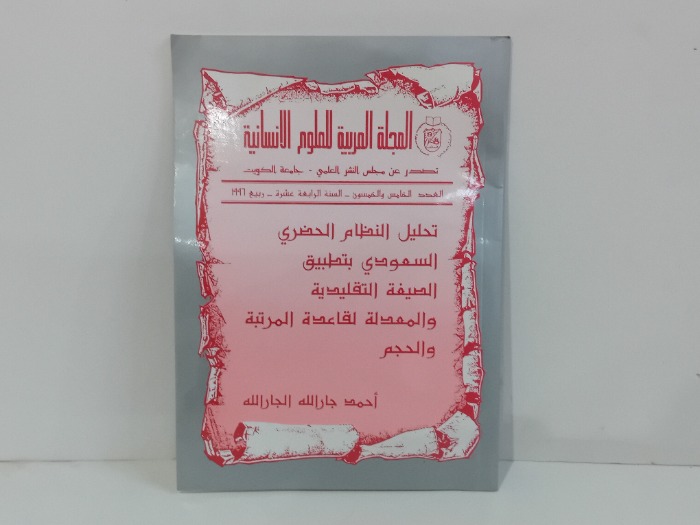 المجلة العربية للعلوم الانسانية
تصدر عن مجلس النشر العلمي - جامعة الكويت
العدد الخامس والخمسون - السنة الرابعة عشرة - ربيع ١٩٩٦
تحليل النظام الحضري
السعودي بتطبيق
الصيغة التقليدية
والمعدلة لقاعدة المرتبة
والحجم
أحمد جارالله الجارالله